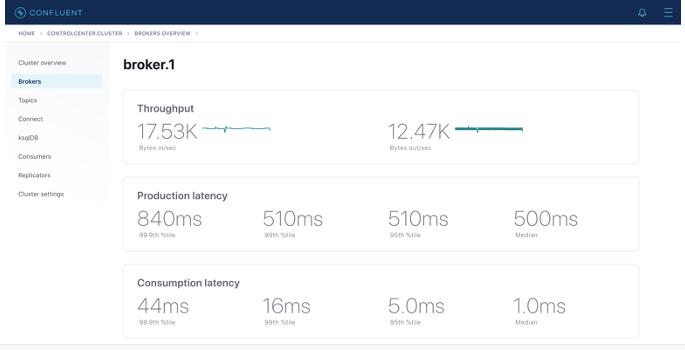 CONFLUENT
HOME > CONTROLCENTER.CLUSTER > BROKERS OVERVIEW >
Cluster overview
Brokers
Topics
Connect
ksqlDB
Consumers
Replicators
Cluster settings
broker.1
Throughput
17.53K 12.47K
Bytes in/sec Bytes out/sec
Production latency
840ms 510ms 510ms 500ms
99.9th %tile 99th %tile 95th %tile Median
Consumption latency
44ms 16ms 5.0ms 1.0ms
99.9th %tile 99th %tile 95th %tile Median